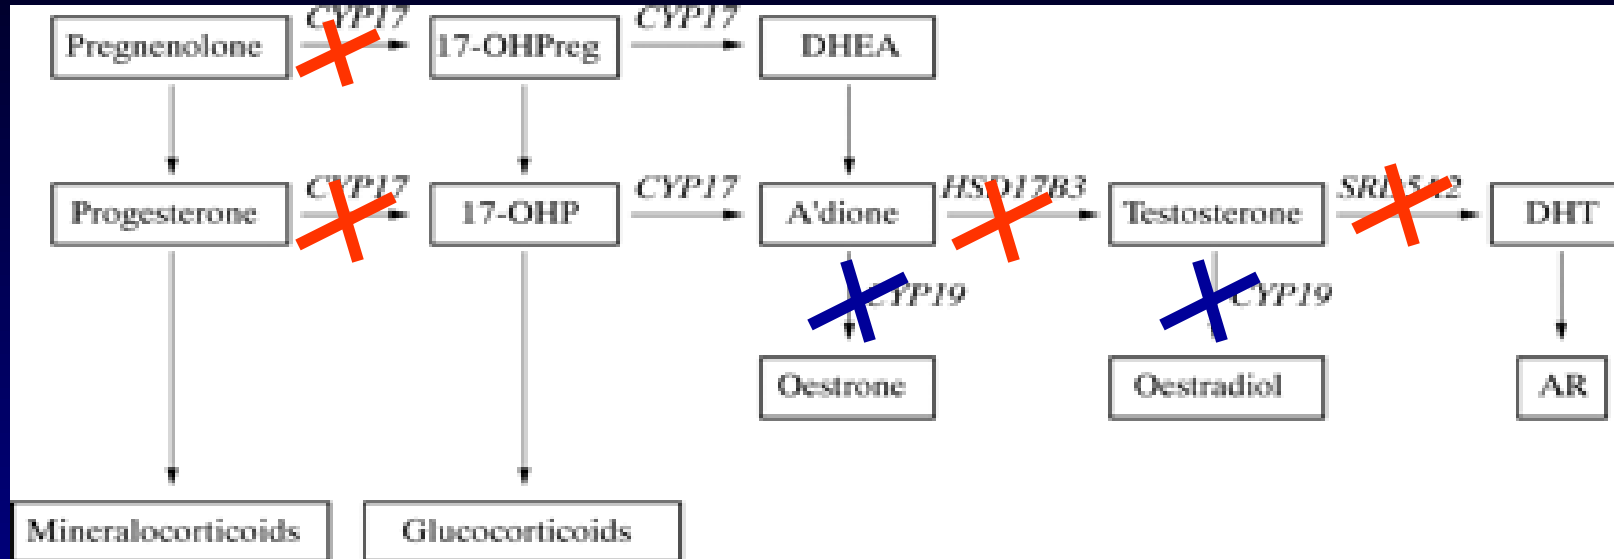 CYP17 CYP17
Pregnenolone 17-OHPreg DHEA
CYP17 CYP17 HSD17B3 SRD5A2
Progesterone 17-OHP A'dione Testosterone DHT
CYP19 CYP19
Oestrone Oestradiol AR
Mineralocorticoids Glucocorticoids